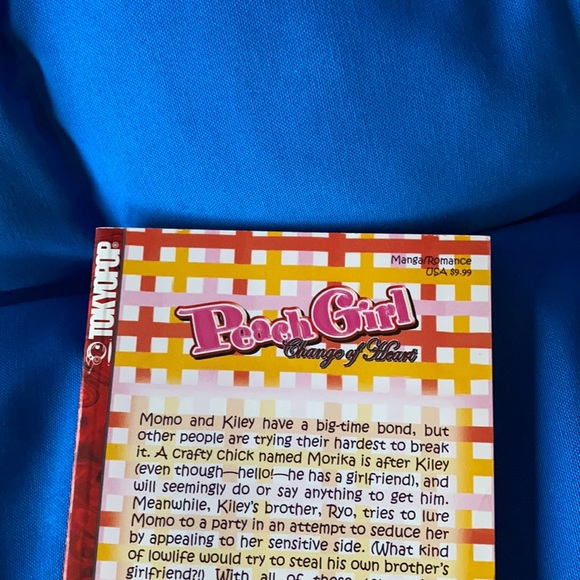 TOKYOPOP®
Manga/Romance
USA $9.99
Peach Girl
Change of Heart
Momo and Kiley have a big-time bond, but
other people are trying their hardest to break
it. A crafty chick named Morika is after Kiley
(even though—hello!—he has a girlfriend), and
will seemingly do or say anything to get him.
Meanwhile, Kiley's brother, Ryo, tries to lure
Momo to a party in an attempt to seduce her
by appealing to her sensitive side. (What kind
of lowlife would try to steal his own brother's
girlfriend?!) With all of these